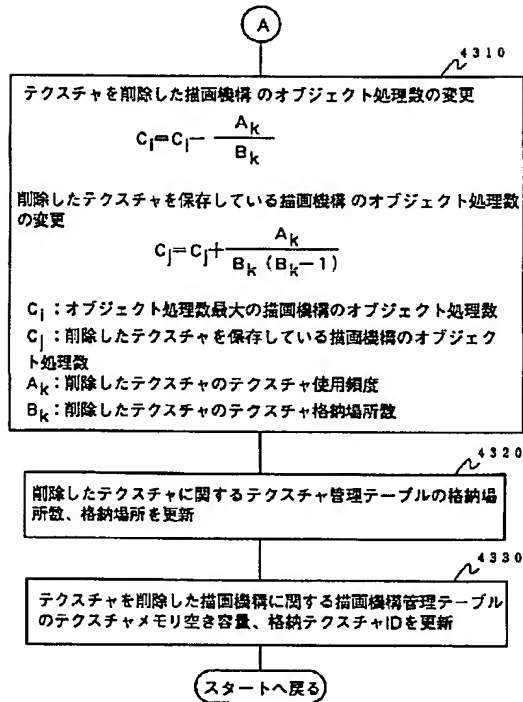 A
4310
テクスチャを削除した描画機構 のオブジェクト処理数の変更
Ci=Ci− Ak/Bk
削除したテクスチャを保存している描画機構 のオブジェクト処理数
の変更
Cj=Cj+ Ak/Bk (Bk−1)
Ci：オブジェクト処理数最大の描画機構のオブジェクト処理数
Cj：削除したテクスチャを保存している描画機構のオブジェク
ト処理数
Ak：削除したテクスチャのテクスチャ使用頻度
Bk：削除したテクスチャのテクスチャ格納場所数
4320
削除したテクスチャに関するテクスチャ管理テーブルの格納場
所数、格納場所を更新
4330
テクスチャを削除した描画機構に関する描画機構管理テーブル
のテクスチャメモリ空き容量、格納テクスチャIDを更新
スタートへ戻る